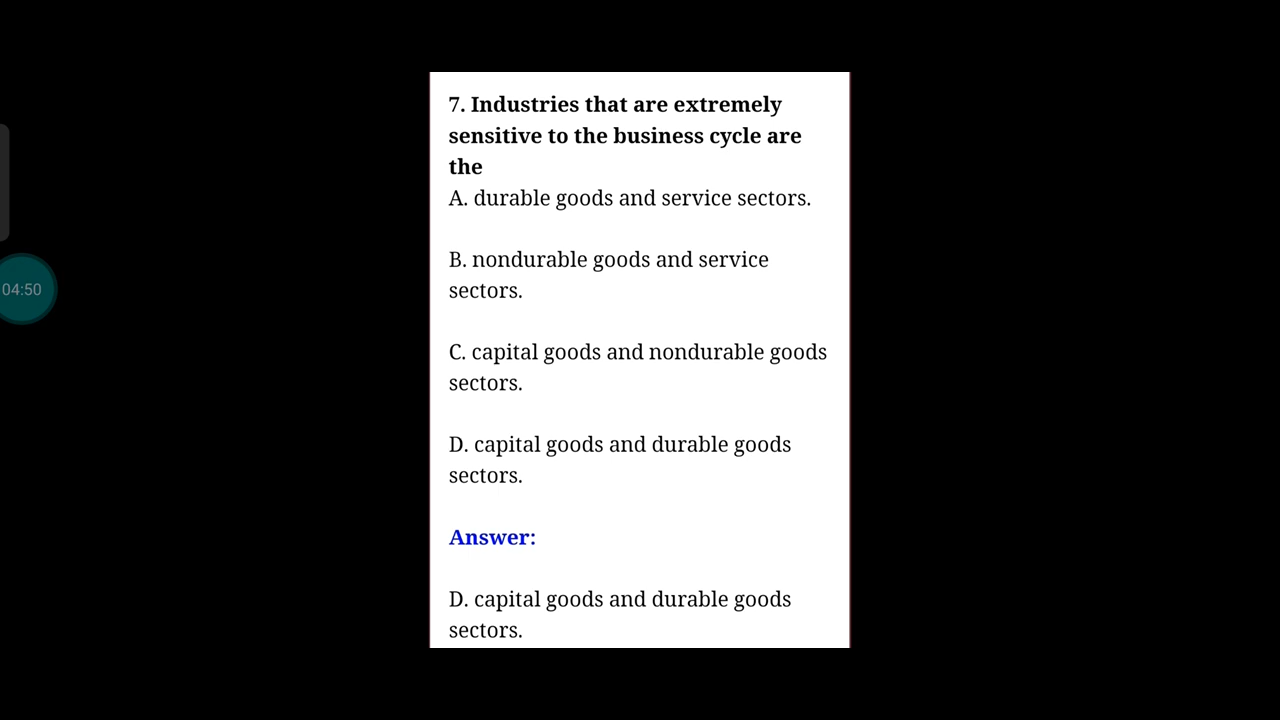 7. Industries that are extremely
sensitive to the business cycle are
the
A. durable goods and service sectors.
B. nondurable goods and service
sectors.
C. capital goods and nondurable goods
sectors.
D. capital goods and durable goods
sectors.
Answer:
D. capital goods and durable goods
sectors.
04:50